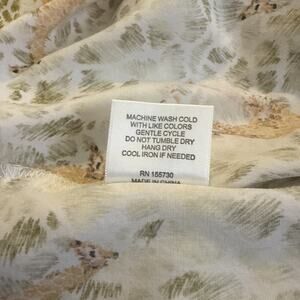 MACHINE WASH COLD
WITH LIKE COLORS
GENTLE CYCLE
DO NOT TUMBLE DRY
HANG DRY
COOL IRON IF NEEDED
RN 155730
MADE IN CHINA